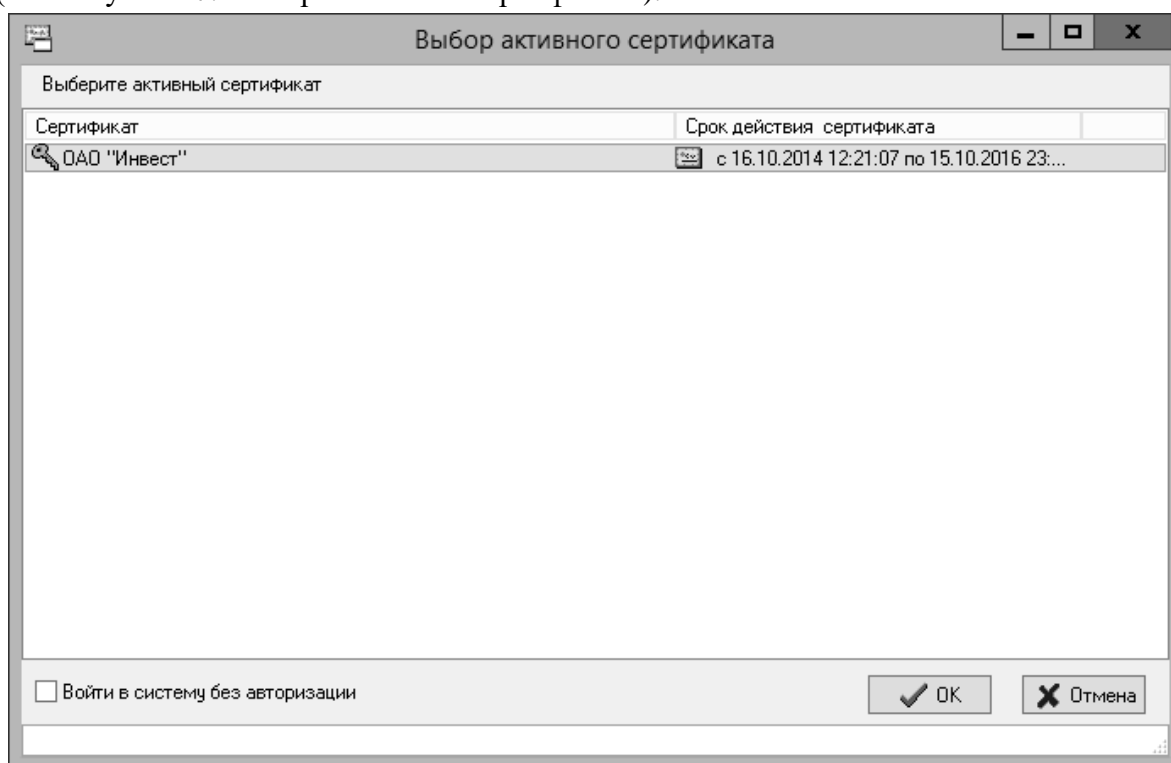 Выбор активного сертификата
Выберите активный сертификат
Сертификат Срок действия сертификата
ОАО "Инвест" с 16.10.2014 12:21:07 по 15.10.2016 23:...
Войти в систему без авторизации OK Отмена